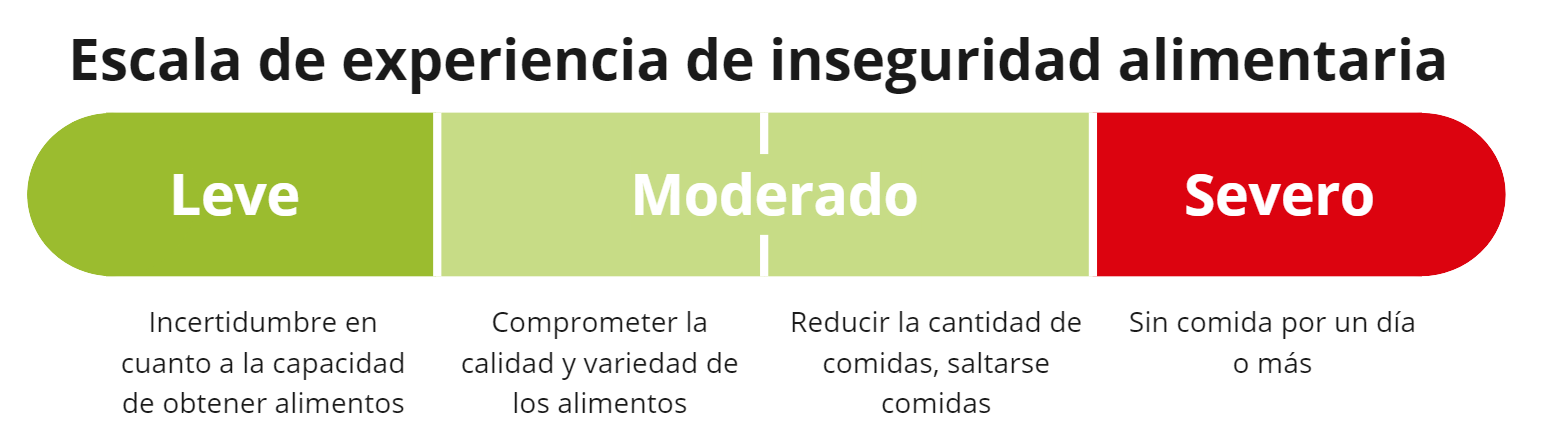 Escala de experiencia de inseguridad alimentaria
Leve
Moderado
Severo
Incertidumbre en
cuanto a la capacidad
de obtener alimentos
Comprometer la
calidad y variedad de
los alimentos
Reducir la cantidad de
comidas, saltarse
comidas
Sin comida por un día
o más